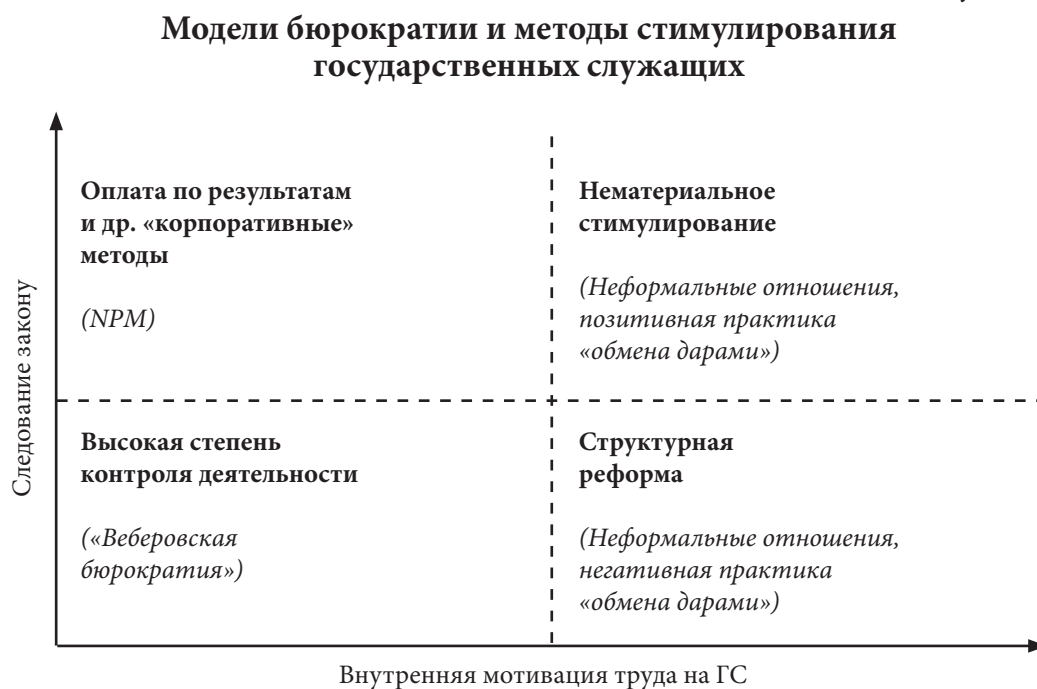 Модели бюрократии и методы стимулирования
государственных служащих
Оплата по результатам
и др. «корпоративные»
методы
(NPM)
Нематериальное
стимулирование
(Неформальные отношения,
позитивная практика
«обмена дарами»)
Высокая степень
контроля деятельности
(«Веберовская
бюрократия»)
Структурная
реформа
(Неформальные отношения,
негативная практика
«обмена дарами»)
Следование закону
Внутренняя мотивация труда на ГС